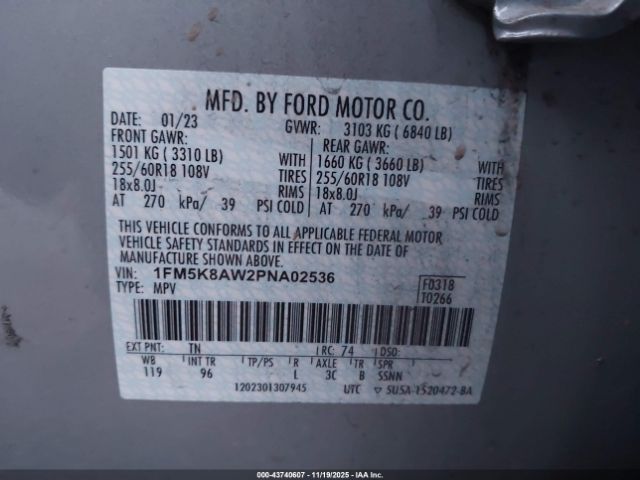 MFD. BY FORD MOTOR CO.
DATE: 01/23 GVWR: 3103 KG ( 6840 LB)
FRONT GAWR: REAR GAWR:
1501 KG ( 3310 LB) WITH 1660 KG ( 3660 LB) WITH
255/60R18 108V TIRES 255/60R18 108V TIRES
18x8.0J RIMS 18x8.0J RIMS
AT 270 kPa/ 39 PSI COLD AT 270 kPa/ 39 PSI COLD
THIS VEHICLE CONFORMS TO ALL APPLICABLE FEDERAL MOTOR
VEHICLE SAFETY STANDARDS IN EFFECT ON THE DATE OF
MANUFACTURE SHOWN ABOVE.
VIN: 1FM5K8AW2PNA02536 F0318
TYPE: MPV T0266
EXT PNT: TN RC: 74 DSO:
WB INT TR TP/PS R AXLE TR SPR
119 96 L 3C B SSNN
1202301307945 UTC ▽ SU5A-1520472-BA
000-43740607 - 11/19/2025 - IAAI, Inc.